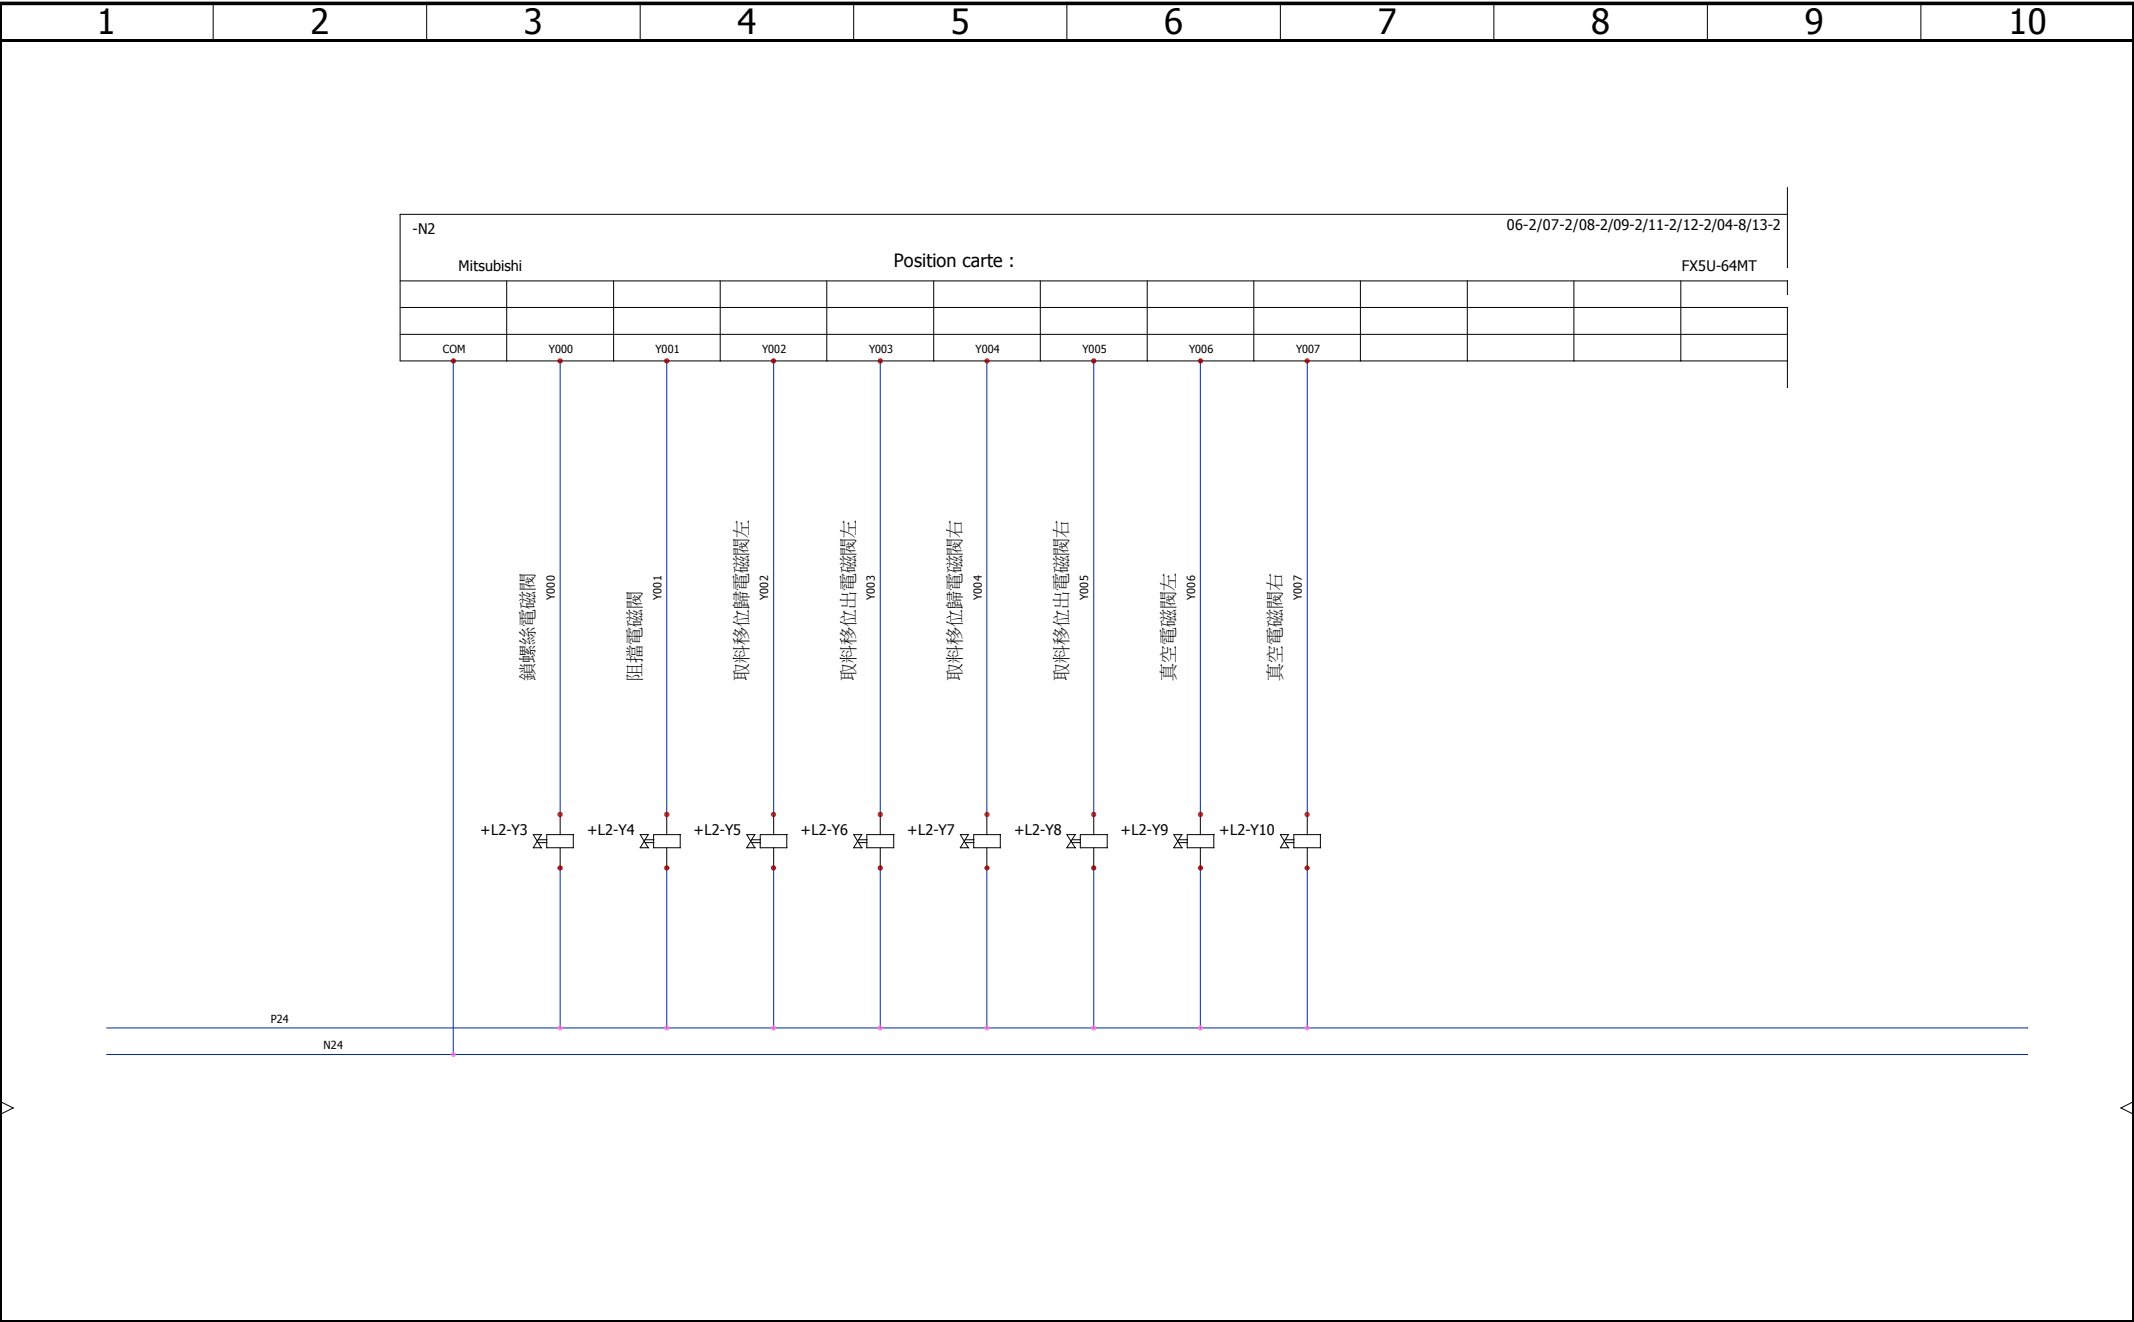 1 2 3 4 5 6 7 8 9 10
-N2
06-2/07-2/08-2/09-2/11-2/12-2/04-8/13-2
Mitsubishi
Position carte :
FX5U-64MT
COM Y000 Y001 Y002 Y003 Y004 Y005 Y006 Y007
鎖螺絲電磁閥
Y000
阻擋電磁閥
Y001
取料移位歸電磁閥左
Y002
取料移位出電磁閥左
Y003
取料移位歸電磁閥右
Y004
取料移位出電磁閥右
Y005
真空電磁閥左
Y006
真空電磁閥右
Y007
+L2-Y3 +L2-Y4 +L2-Y5 +L2-Y6 +L2-Y7 +L2-Y8 +L2-Y9 +L2-Y10
P24
N24